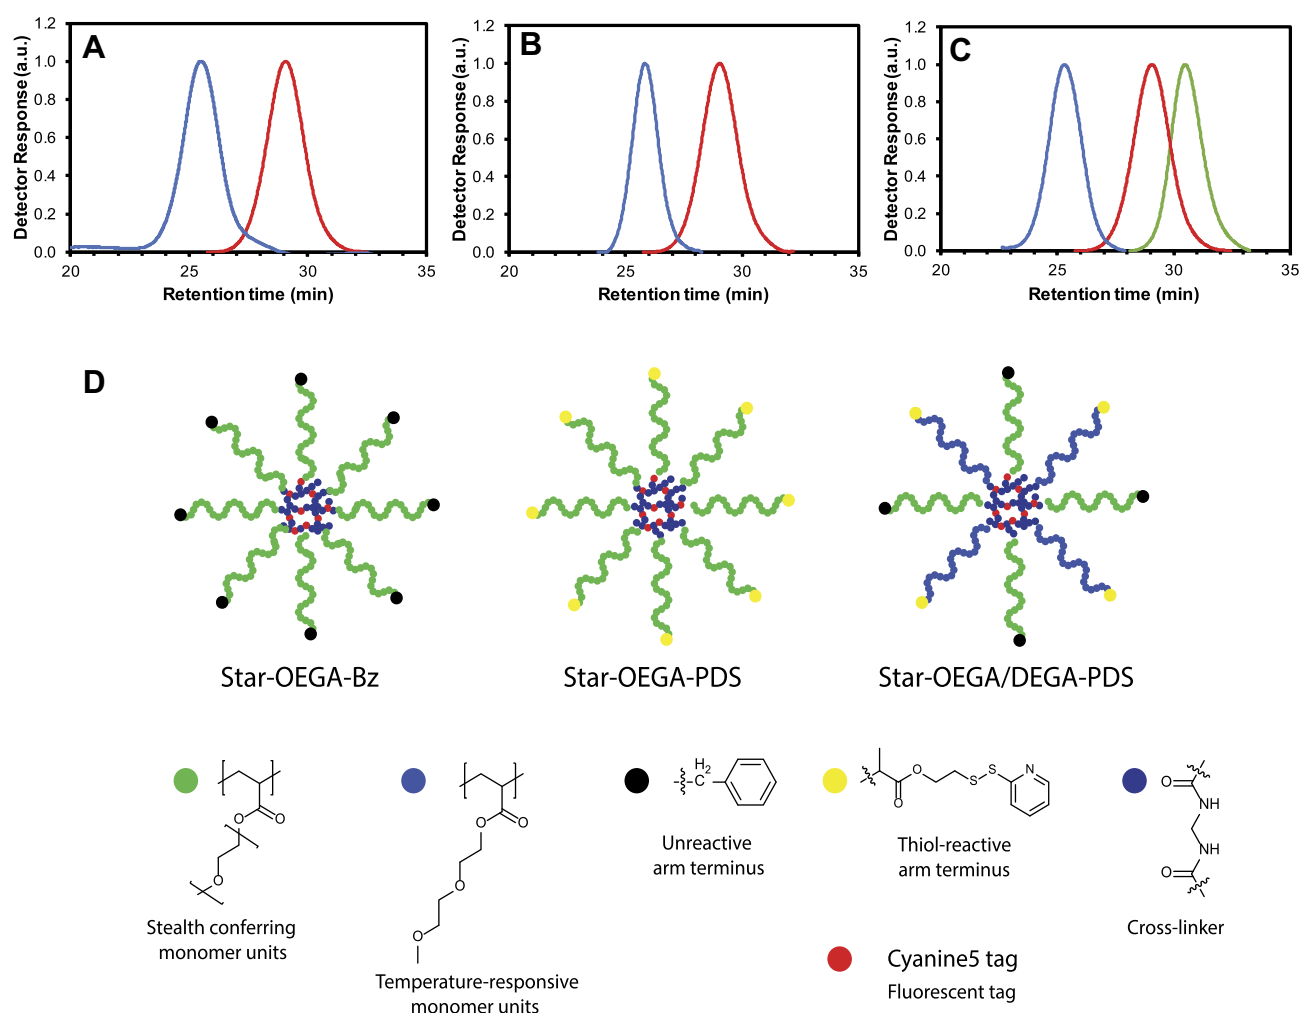 A
1.2
1.0
0.8
0.6
0.4
0.2
0.0
Detector Response (a.u.)
20 25 30 35
Retention time (min)
B
1.2
1.0
0.8
0.6
0.4
0.2
0.0
Detector Response (a.u.)
20 25 30 35
Retention time (min)
C
1.2
1.0
0.8
0.6
0.4
0.2
0.0
Detector Response (a.u.)
20 25 30 35
Retention time (min)
D
Star-OEGA-Bz
Star-OEGA-PDS
Star-OEGA/DEGA-PDS
O
O
O
Stealth conferring
monomer units
O
O
O
O
Temperature-responsive
monomer units
H2
C
Unreactive
arm terminus
O
O
S
S
N
Thiol-reactive
arm terminus
O
NH
NH
O
Cross-linker
Cyanine5 tag
Fluorescent tag